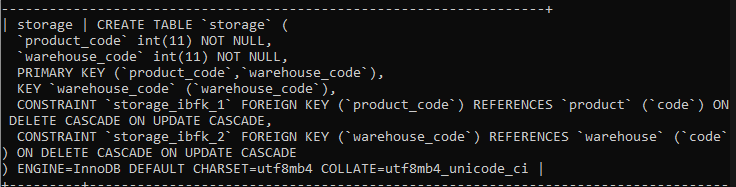 --------------------------------------------------------------------+
| storage | CREATE TABLE `storage` (
  `product_code` int(11) NOT NULL,
  `warehouse_code` int(11) NOT NULL,
  PRIMARY KEY (`product_code`,`warehouse_code`),
  KEY `warehouse_code` (`warehouse_code`),
  CONSTRAINT `storage_ibfk_1` FOREIGN KEY (`product_code`) REFERENCES `product` (`code`) ON
 DELETE CASCADE ON UPDATE CASCADE,
  CONSTRAINT `storage_ibfk_2` FOREIGN KEY (`warehouse_code`) REFERENCES `warehouse` (`code`
) ON DELETE CASCADE ON UPDATE CASCADE
) ENGINE=InnoDB DEFAULT CHARSET=utf8mb4 COLLATE=utf8mb4_unicode_ci |
+---------+--------------------------------------------------------------------------------